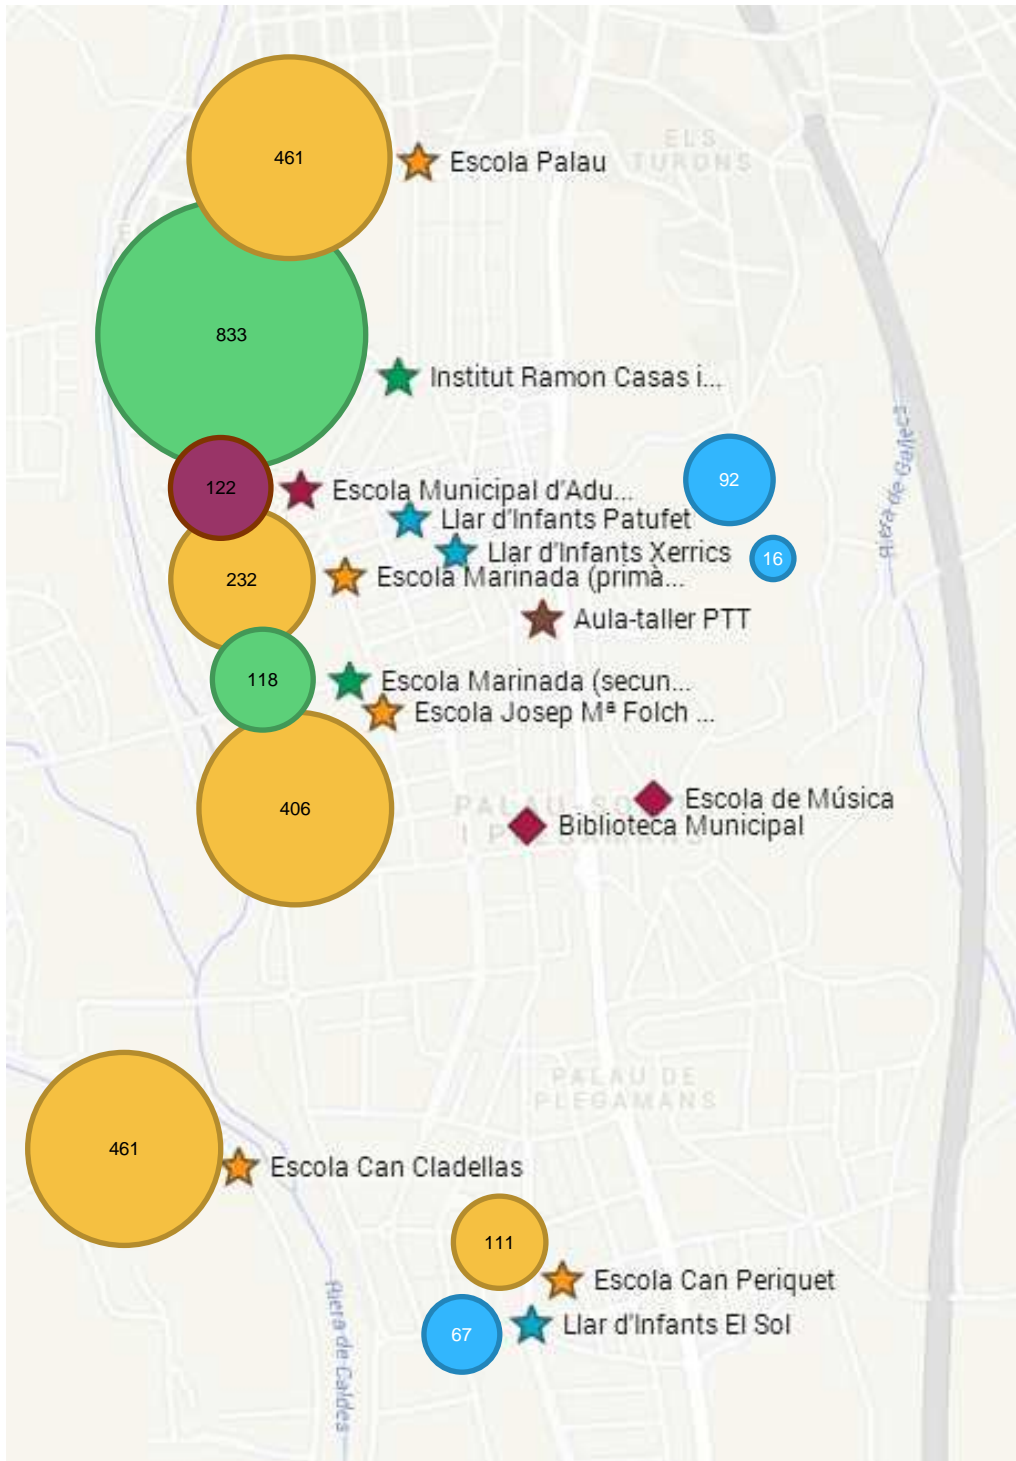 ELS
TURONS
461
Escola Palau
833
Institut Ramon Casas i...
122
Escola Municipal d'Adu...
92
Llar d'Infants Patufet
Llar d'Infants Xerrics
16
232
Escola Marinada (primà...
Aula-taller PTT
118
Escola Marinada (secun...
Escola Josep Mª Folch ...
406
Escola de Música
Biblioteca Municipal
PALAU DE
PLEGAMANS
461
Escola Can Cladellas
111
Escola Can Periquet
67
Llar d'Infants El Sol
Riera de Caldes